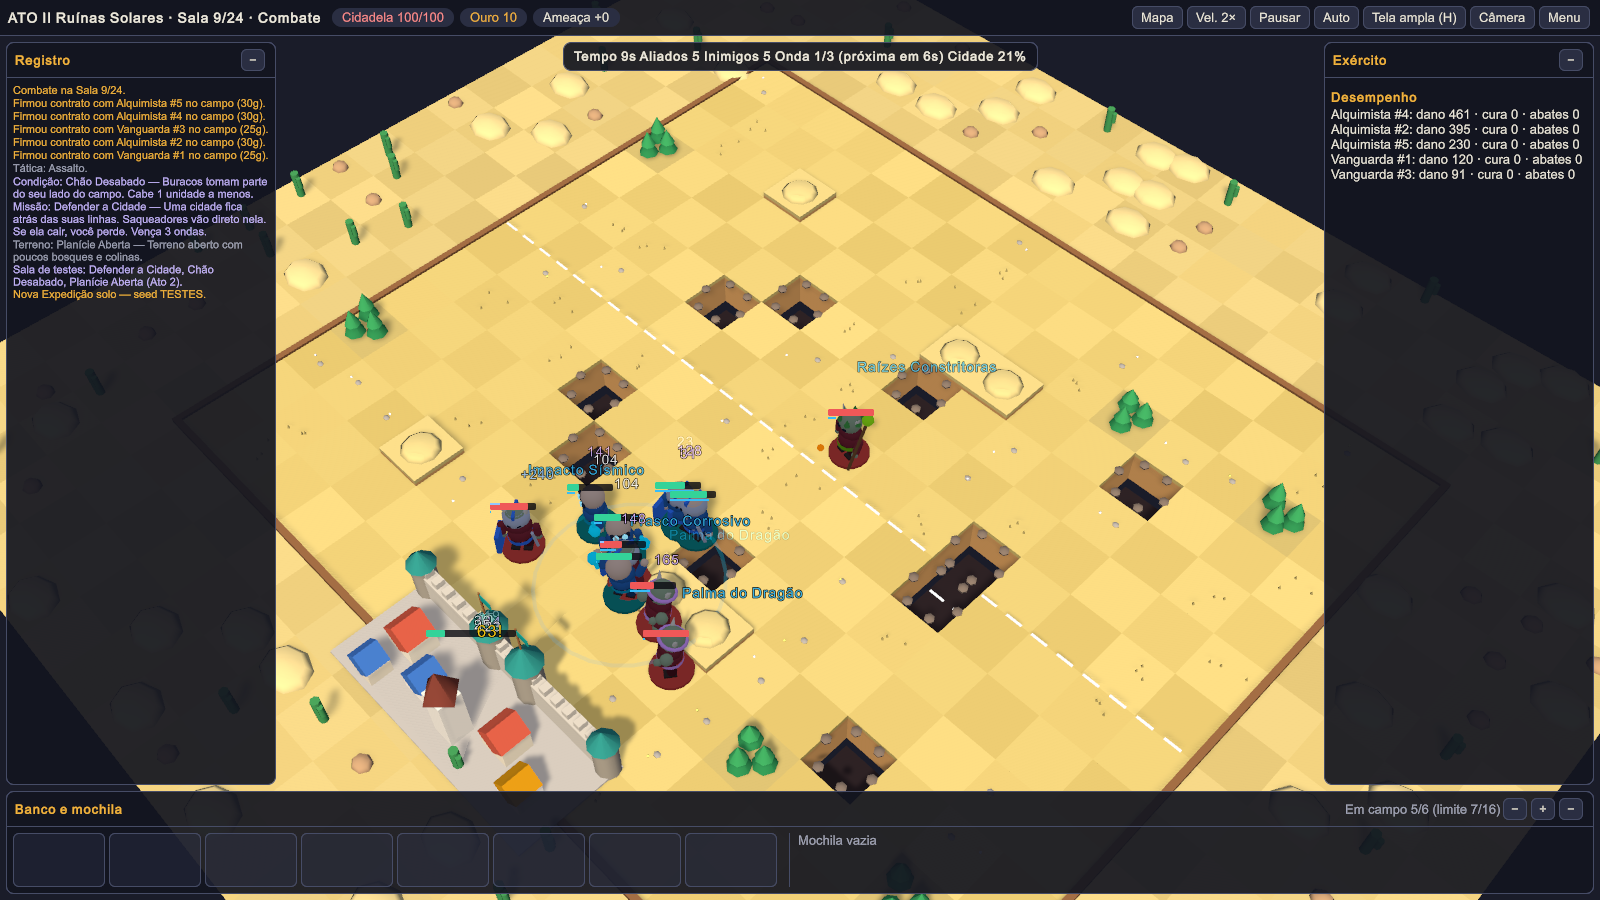 ATO II Ruínas Solares · Sala 9/24 · Combate
Cidadela 100/100
Ouro 10
Ameaça +0
Mapa
Vel. 2×
Pausar
Auto
Tela ampla (H)
Câmera
Menu
Tempo 9s Aliados 5 Inimigos 5 Onda 1/3 (próxima em 6s) Cidade 21%
Registro
−
Combate na Sala 9/24.
Firmou contrato com Alquimista #5 no campo (30g).
Firmou contrato com Alquimista #4 no campo (30g).
Firmou contrato com Vanguarda #3 no campo (25g).
Firmou contrato com Alquimista #2 no campo (30g).
Firmou contrato com Vanguarda #1 no campo (25g).
Tática: Assalto.
Condição: Chão Desabado — Buracos tomam parte
do seu lado do campo. Cabe 1 unidade a menos.
Missão: Defender a Cidade — Uma cidade fica
atrás das suas linhas. Saqueadores vão direto nela.
Se ela cair, você perde. Vença 3 ondas.
Terreno: Planície Aberta — Terreno aberto com
poucos bosques e colinas.
Sala de testes: Defender a Cidade, Chão
Desabado, Planície Aberta (Ato 2).
Nova Expedição solo — seed TESTES.
Exército
−
Desempenho
Alquimista #4: dano 461 · cura 0 · abates 0
Alquimista #2: dano 395 · cura 0 · abates 0
Alquimista #5: dano 230 · cura 0 · abates 0
Vanguarda #1: dano 120 · cura 0 · abates 0
Vanguarda #3: dano 91 · cura 0 · abates 0
Raízes Constritoras
104
Impacto Sísmico
104
Corrosivo
Palma do Dragão
165
Palma do Dragão
63!
Banco e mochila
Em campo 5/6 (limite 7/16)
−
+
−
Mochila vazia